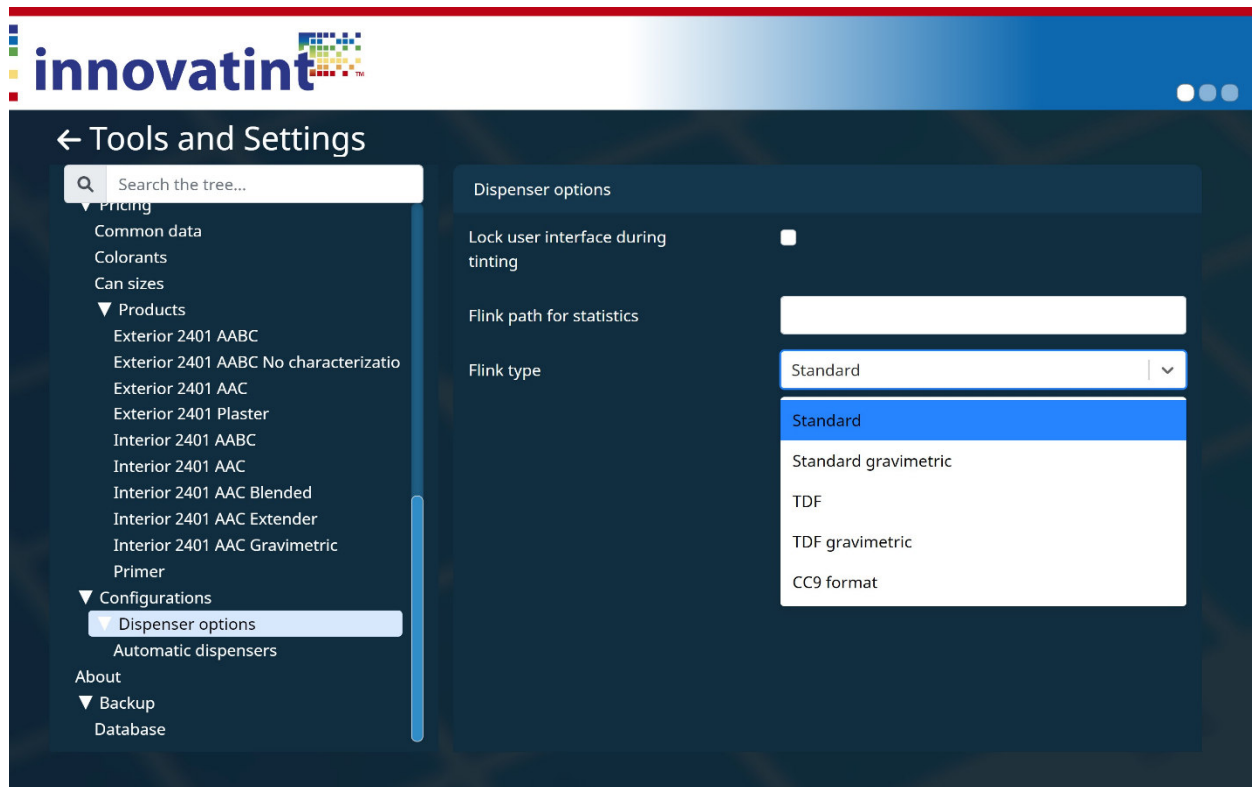 innovatint
TM
← Tools and Settings
Search the tree...
▼ Pricing
Common data
Colorants
Can sizes
▼ Products
Exterior 2401 AABC
Exterior 2401 AABC No characterizatio
Exterior 2401 AAC
Exterior 2401 Plaster
Interior 2401 AABC
Interior 2401 AAC
Interior 2401 AAC Blended
Interior 2401 AAC Extender
Interior 2401 AAC Gravimetric
Primer
▼ Configurations
▼ Dispenser options
Automatic dispensers
About
▼ Backup
Database
Dispenser options
Lock user interface during
tinting
Flink path for statistics
Flink type
Standard
Standard
Standard gravimetric
TDF
TDF gravimetric
CC9 format